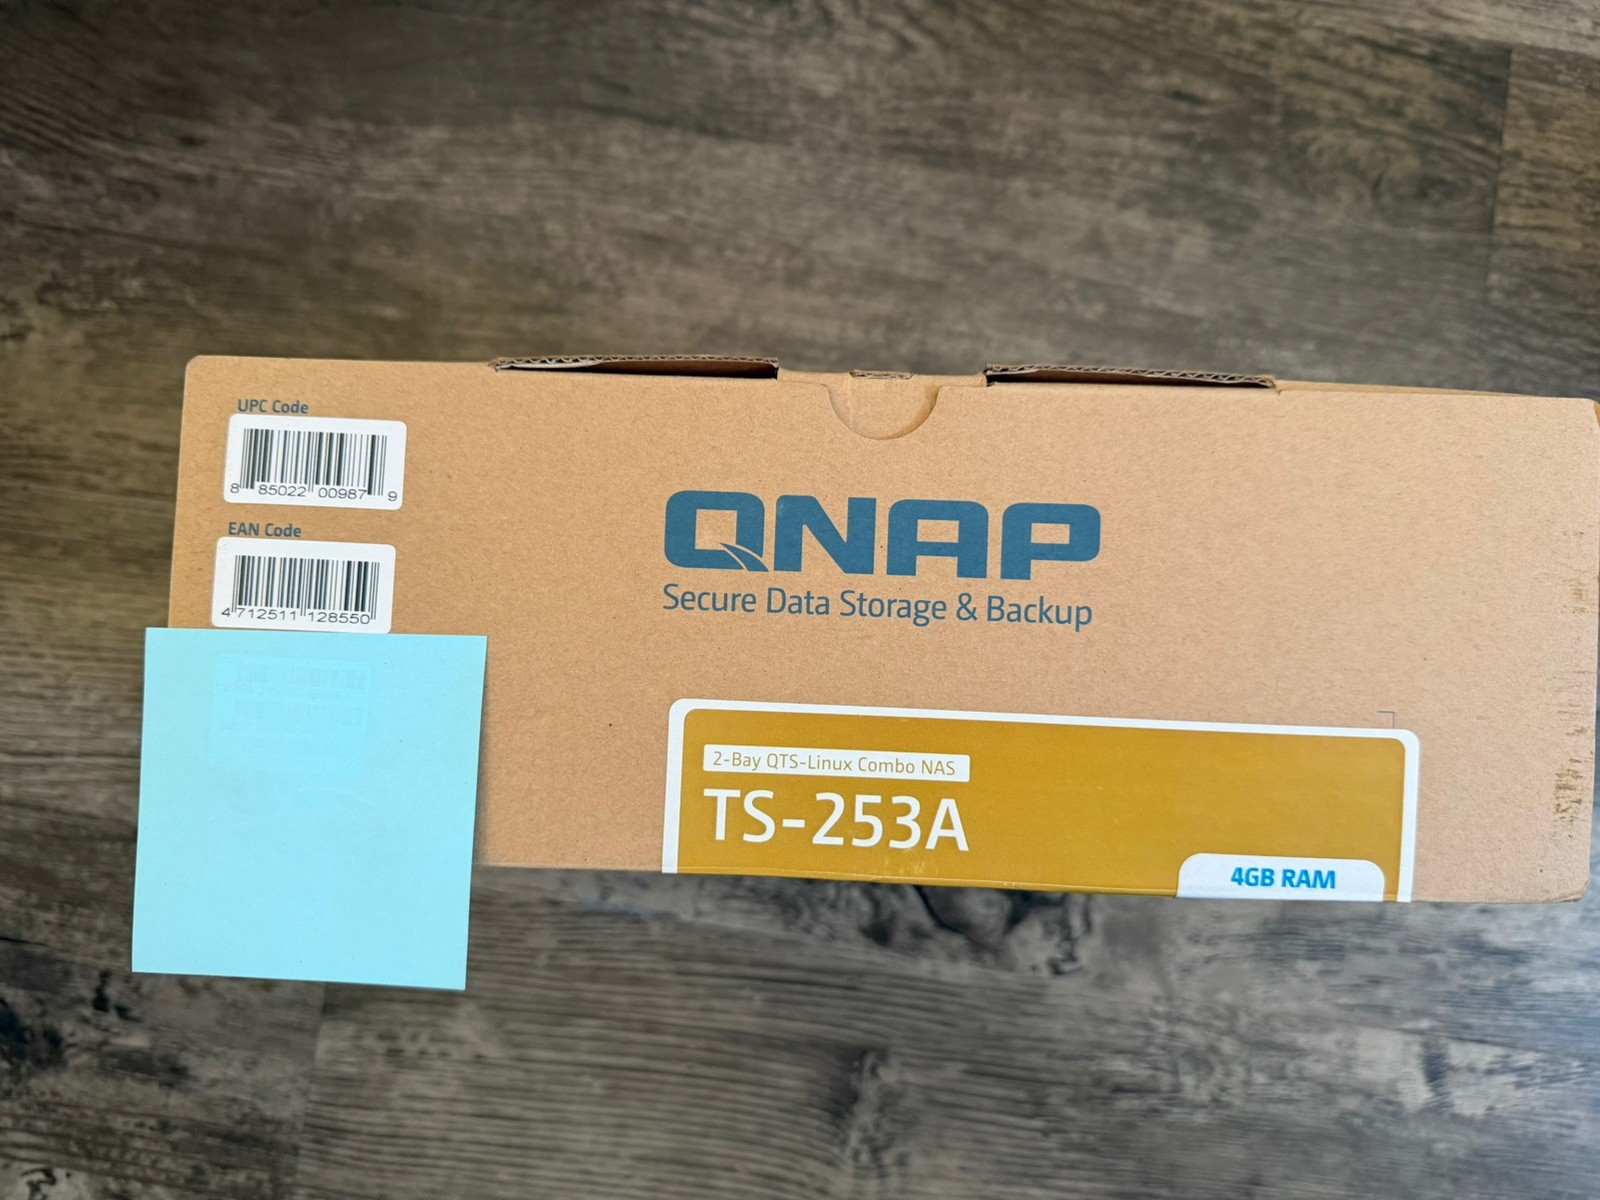 UPC Code
8 85022 00987 9
EAN Code
4 712511 128550
QNAP
Secure Data Storage & Backup
2-Bay QTS-Linux Combo NAS
TS-253A
4GB RAM